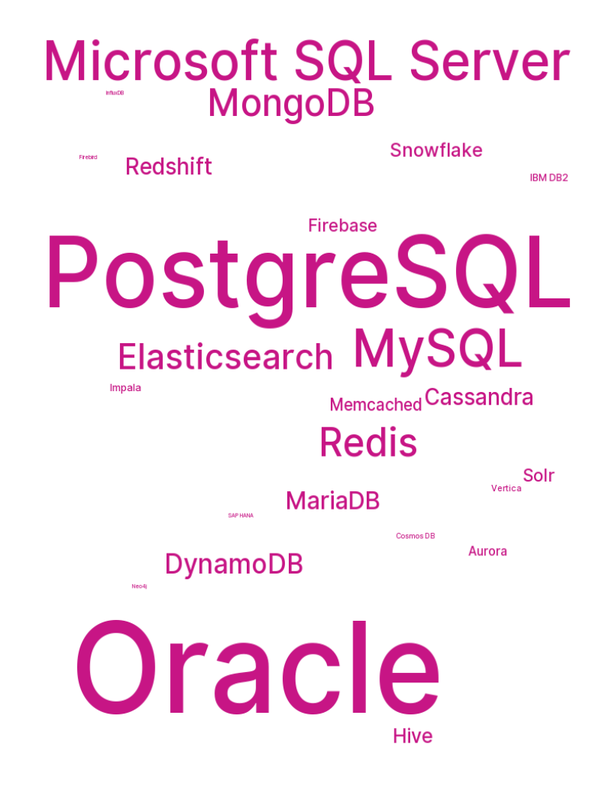 Microsoft SQL Server
InfluxDB
MongoDB
Snowflake
Firebird
Redshift
IBM DB2
Firebase
PostgreSQL
MySQL
Elasticsearch
Impala
Cassandra
Memcached
Redis
Solr
Vertica
MariaDB
SAP HANA
Cosmos DB
Aurora
DynamoDB
Neo4j
Oracle
Hive